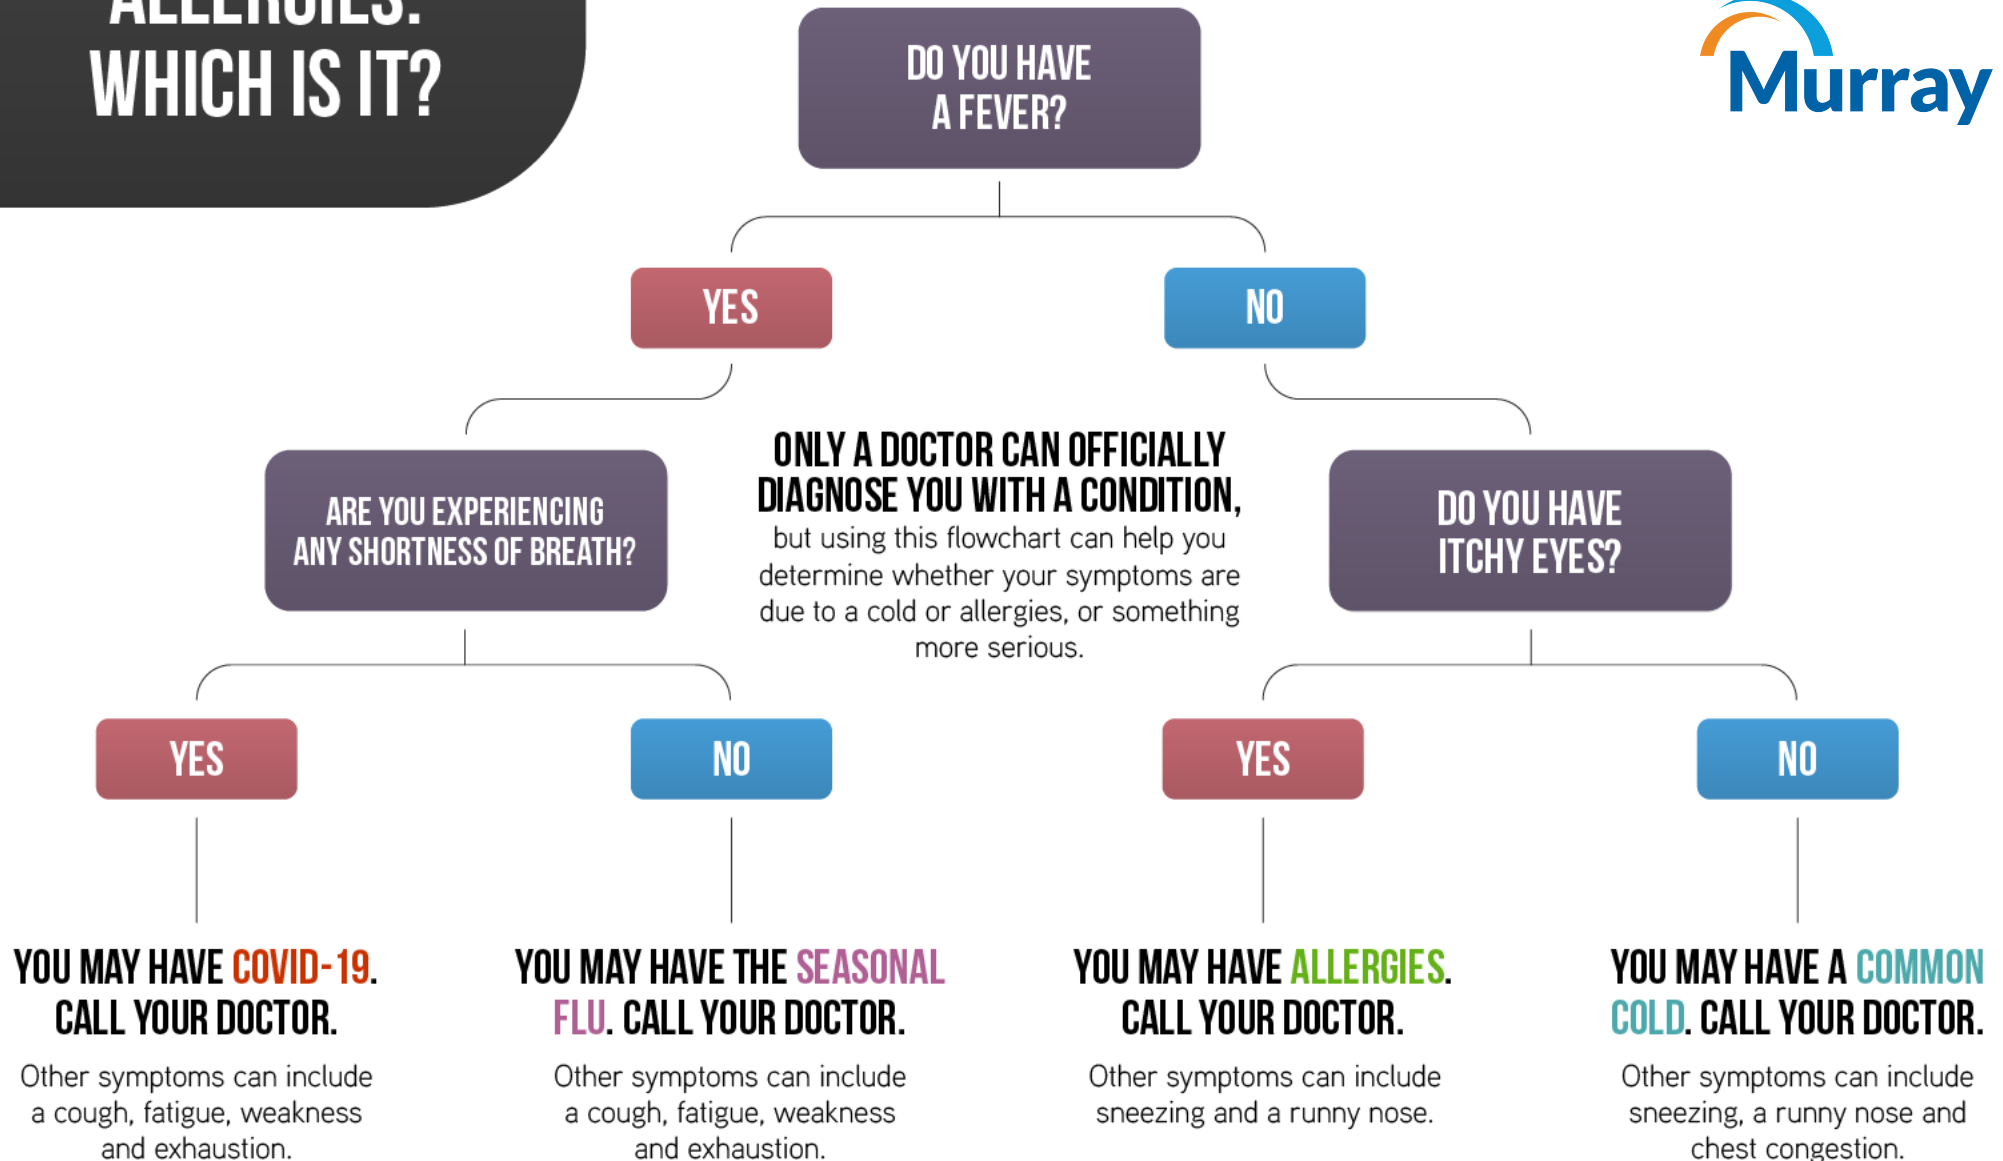 ALLERGIES:
WHICH IS IT?
Murray
DO YOU HAVE
A FEVER?
YES
NO
ARE YOU EXPERIENCING
ANY SHORTNESS OF BREATH?
ONLY A DOCTOR CAN OFFICIALLY
DIAGNOSE YOU WITH A CONDITION,
but using this flowchart can help you
determine whether your symptoms are
due to a cold or allergies, or something
more serious.
DO YOU HAVE
ITCHY EYES?
YES
NO
YES
NO
YOU MAY HAVE COVID-19.
CALL YOUR DOCTOR.
Other symptoms can include
a cough, fatigue, weakness
and exhaustion.
YOU MAY HAVE THE SEASONAL
FLU. CALL YOUR DOCTOR.
Other symptoms can include
a cough, fatigue, weakness
and exhaustion.
YOU MAY HAVE ALLERGIES.
CALL YOUR DOCTOR.
Other symptoms can include
sneezing and a runny nose.
YOU MAY HAVE A COMMON
COLD. CALL YOUR DOCTOR.
Other symptoms can include
sneezing, a runny nose and
chest congestion.